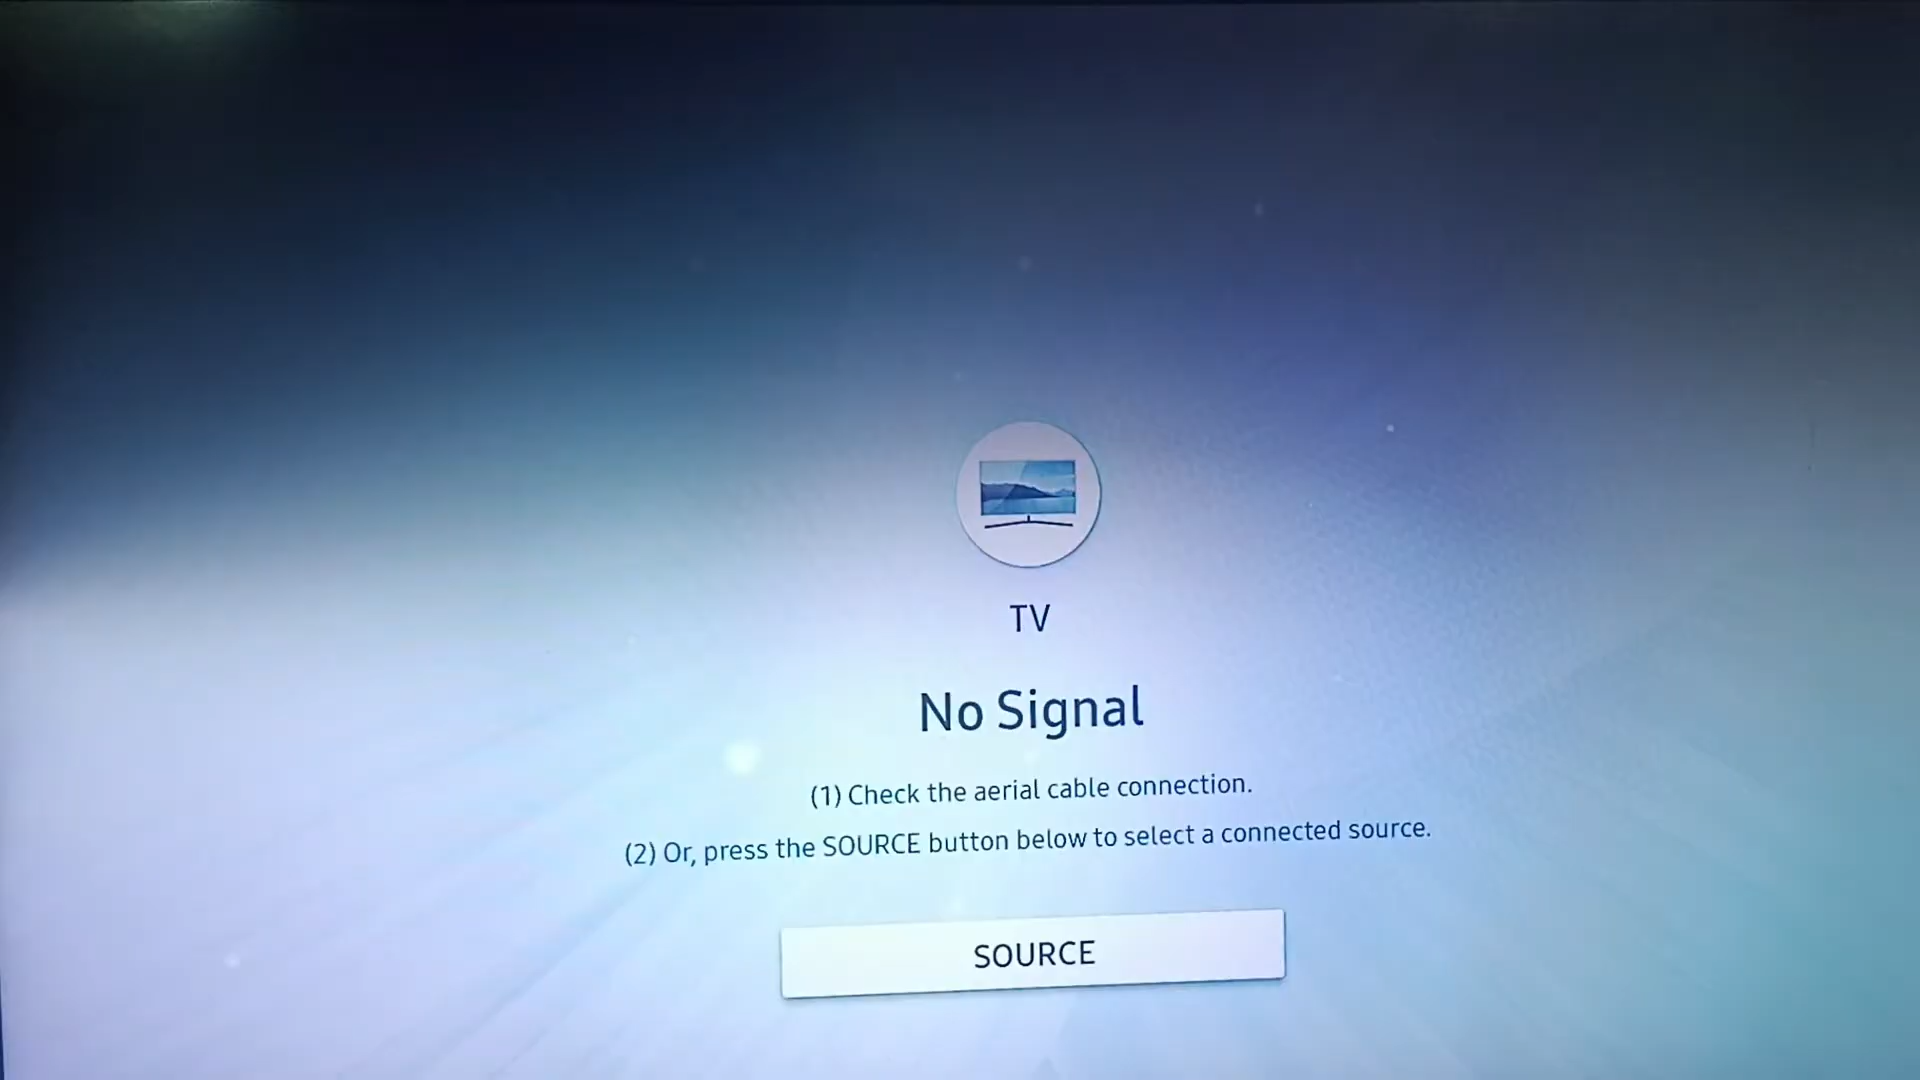 TV
No Signal
(1) Check the aerial cable connection.
(2) Or, press the SOURCE button below to select a connected source.
SOURCE